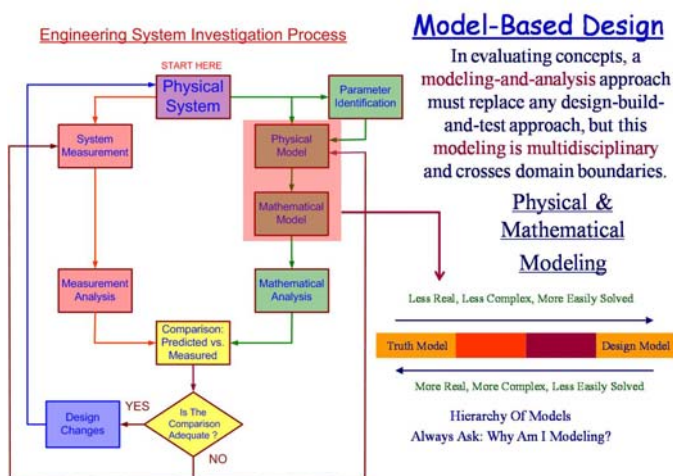 Engineering System Investigation Process
START HERE
Physical
System
Parameter
Identification
System
Measurement
Physical
Model
Mathematical
Model
Measurement
Analysis
Mathematical
Analysis
Comparison:
Predicted vs.
Measured
Design
Changes
YES
Is The
Comparison
Adequate ?
NO
Model-Based Design
In evaluating concepts, a
modeling-and-analysis approach
must replace any design-build-
and-test approach, but this
modeling is multidisciplinary
and crosses domain boundaries.
Physical &
Mathematical
Modeling
Less Real, Less Complex, More Easily Solved
Truth Model
Design Model
More Real, More Complex, Less Easily Solved
Hierarchy Of Models
Always Ask: Why Am I Modeling?